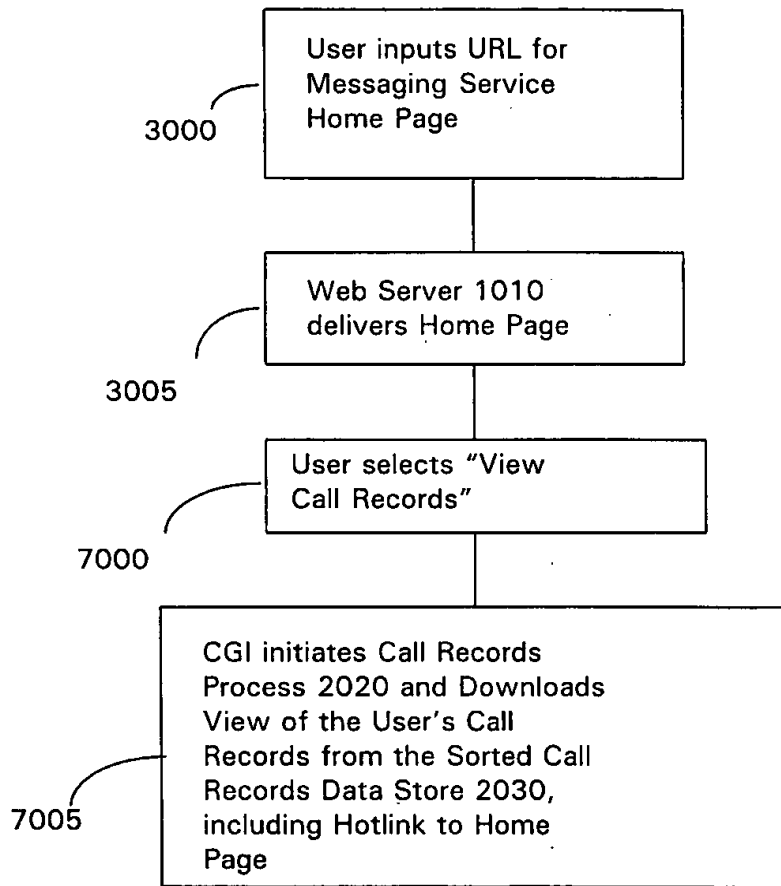 User inputs URL for
Messaging Service
Home Page
3000
Web Server 1010
delivers Home Page
3005
User selects "View
Call Records"
7000
CGI initiates Call Records
Process 2020 and Downloads
View of the User's Call
Records from the Sorted Call
Records Data Store 2030,
including Hotlink to Home
Page
7005